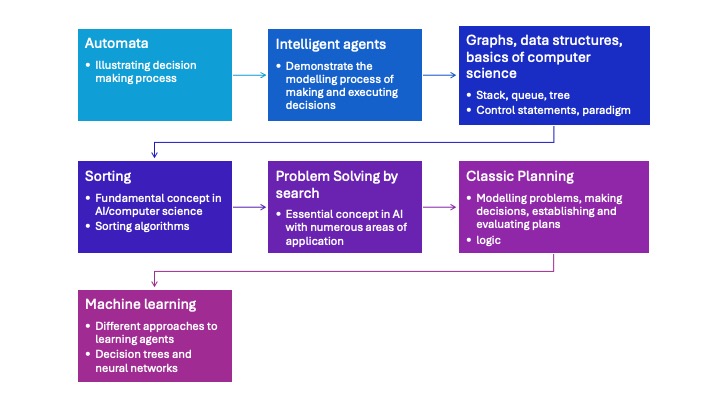 Automata
• Illustrating decision
making process
Intelligent agents
• Demonstrate the
modelling process of
making and executing
decisions
Graphs, data structures,
basics of computer
science
• Stack, queue, tree
• Control statements, paradigm
Sorting
• Fundamental concept in
AI/computer science
• Sorting algorithms
Problem Solving by
search
• Essential concept in AI
with numerous areas of
application
Classic Planning
• Modelling problems, making
decisions, establishing and
evaluating plans
• logic
Machine learning
• Different approaches to
learning agents
• Decision trees and
neural networks